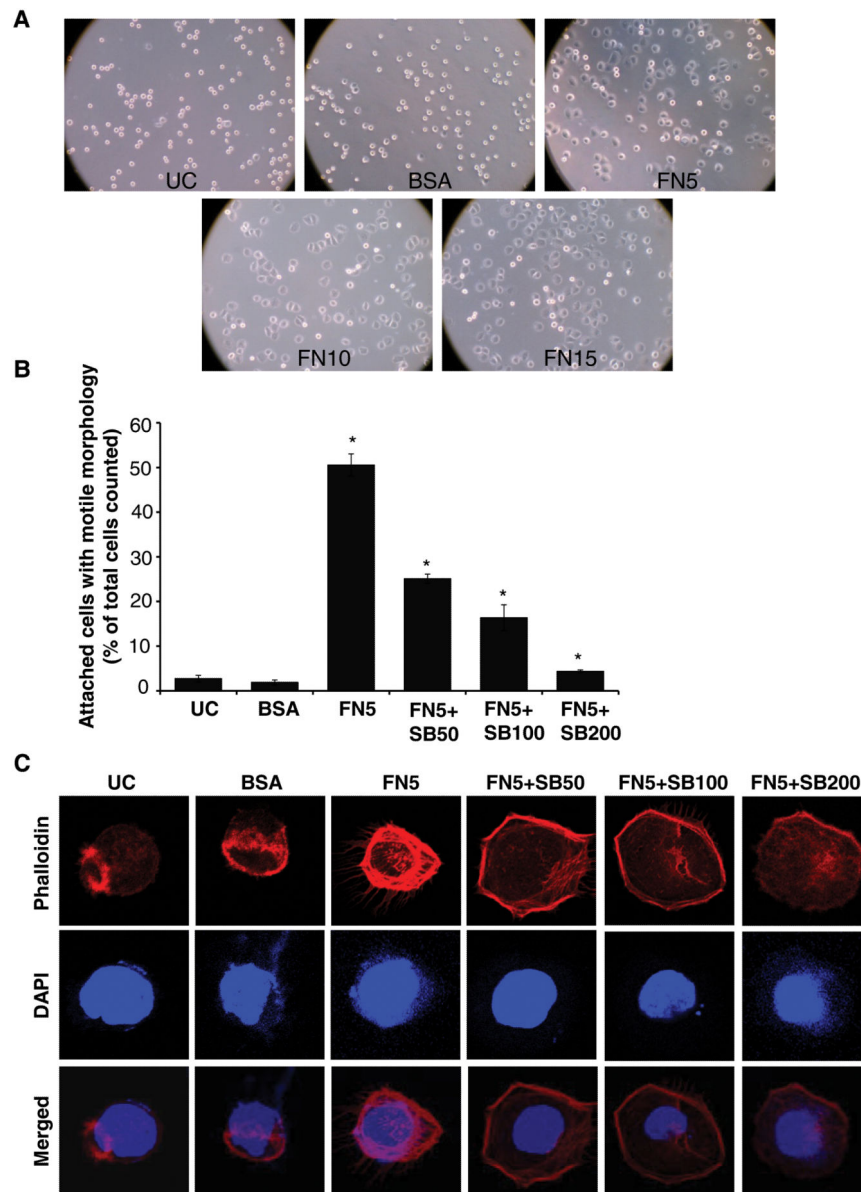 A
UC
BSA
FN5
FN10
FN15
B
Attached cells with motile morphology
(% of total cells counted)
60
50
40
30
20
10
0
*
*
*
*
UC
BSA
FN5
FN5+
SB50
FN5+
SB100
FN5+
SB200
C
UC
BSA
FN5
FN5+SB50
FN5+SB100
FN5+SB200
Phalloidin
DAPI
Merged